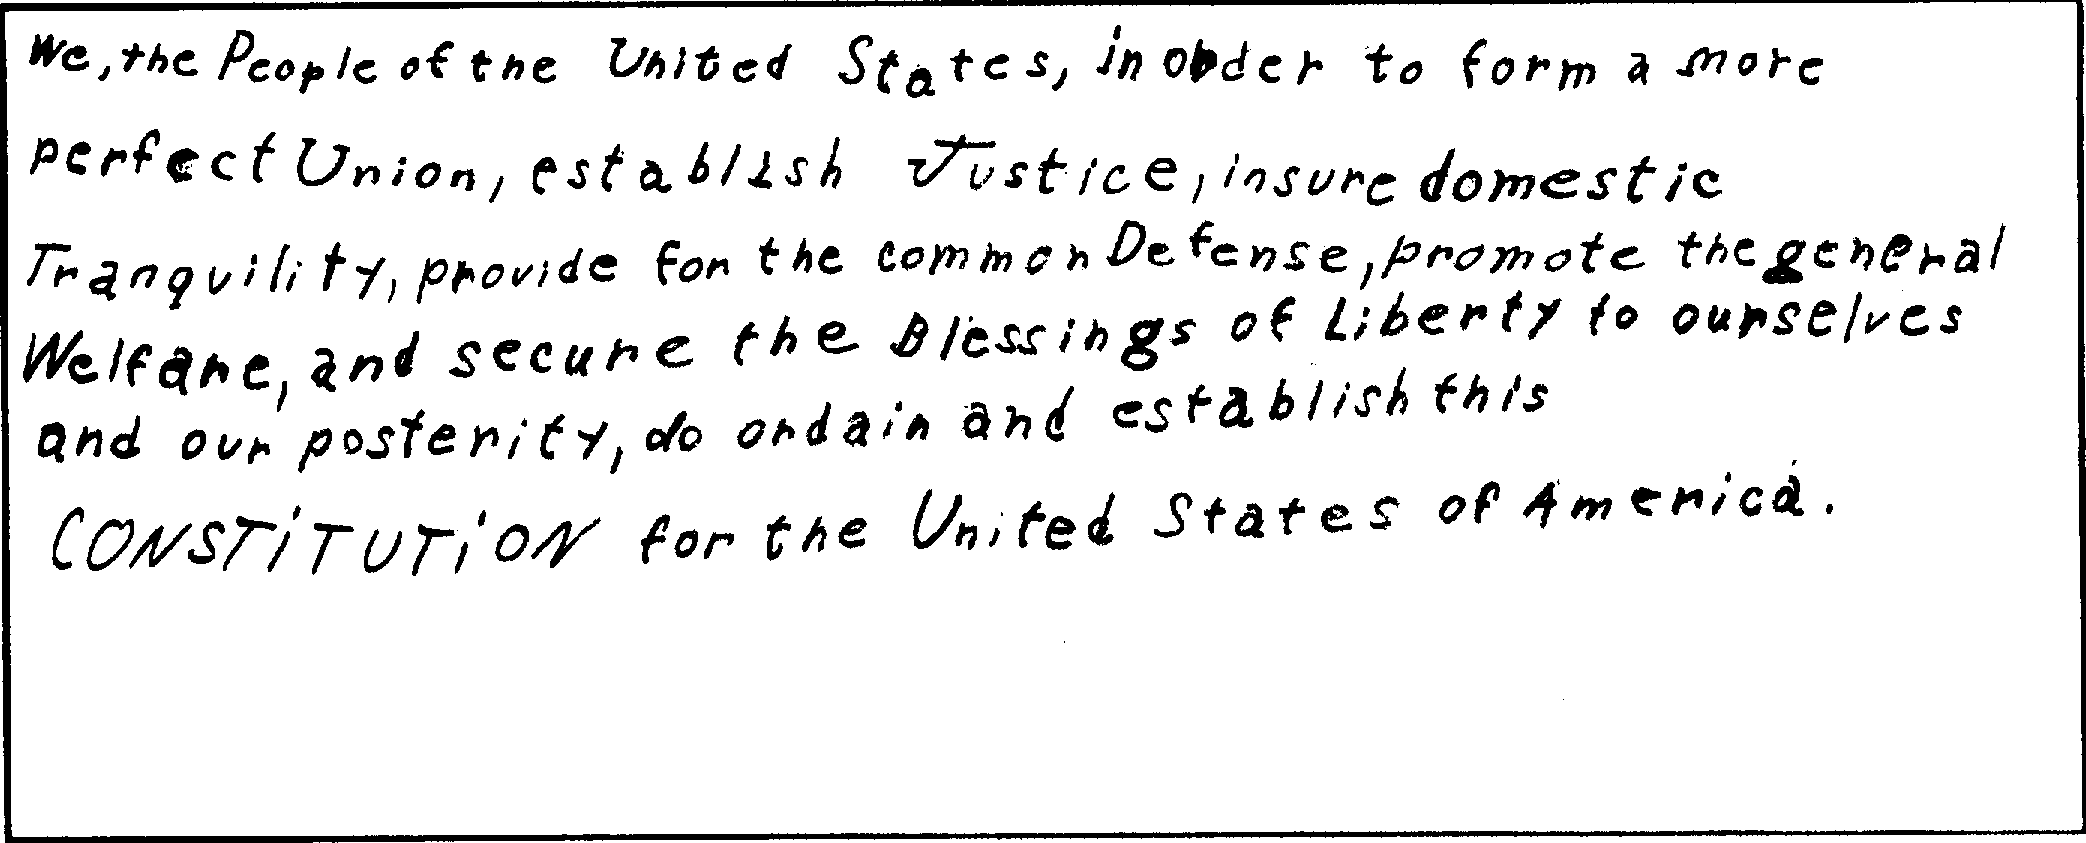 We, the People of the United States, in order to form a more
perfect Union, establish Justice, insure domestic
Tranquility, provide for the common Defense, promote the general
Welfare, and secure the Blessings of Liberty to ourselves
and our posterity, do ordain and establish this
CONSTITUTION for the United States of America.